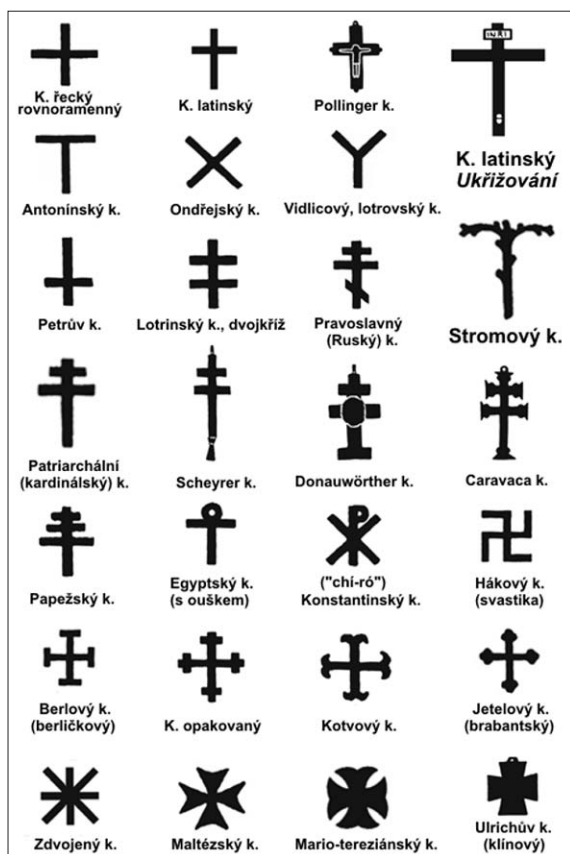 K. řecký
rovnoramenný
K. latinský
Pollinger k.
INRI
K. latinský
Ukřižování
Antonínský k.
Ondřejský k.
Vidlicový, lotrovský k.
Petrův k.
Lotrinský k., dvojkříž
Pravoslavný
(Ruský) k.
Stromový k.
Patriarchální
(kardinálský) k.
Scheyrer k.
Donauwörther k.
Caravaca k.
Papežský k.
Egyptský k.
(s ouškem)
("chí-ró")
Konstantinský k.
Hákový k.
(svastika)
Berlový k.
(berličkový)
K. opakovaný
Kotvový k.
Jetelový k.
(brabantský)
Zdvojený k.
Maltézský k.
Mario-tereziánský k.
Ulrichův k.
(klínový)